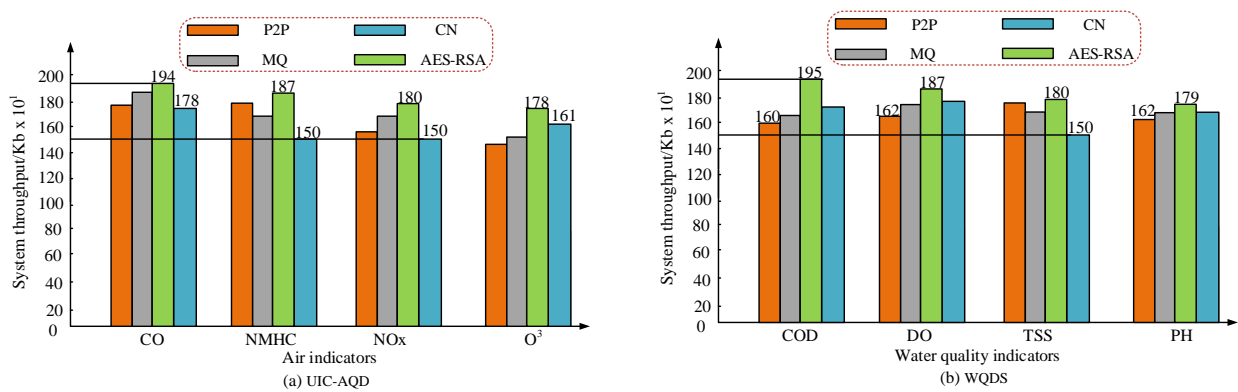 P2P
CN
MQ
AES-RSA
System throughput/Kb x 10¹
200
180
160
140
120
100
80
60
40
20
0
194
178
187
150
180
150
178
161
CO
NMHC
NOx
O³
Air indicators
(a) UIC-AQD
P2P
CN
MQ
AES-RSA
System throughput/Kb x 10¹
200
180
160
140
120
100
80
60
40
20
0
160
195
162
187
180
150
162
179
COD
DO
TSS
PH
Water quality indicators
(b) WQDS